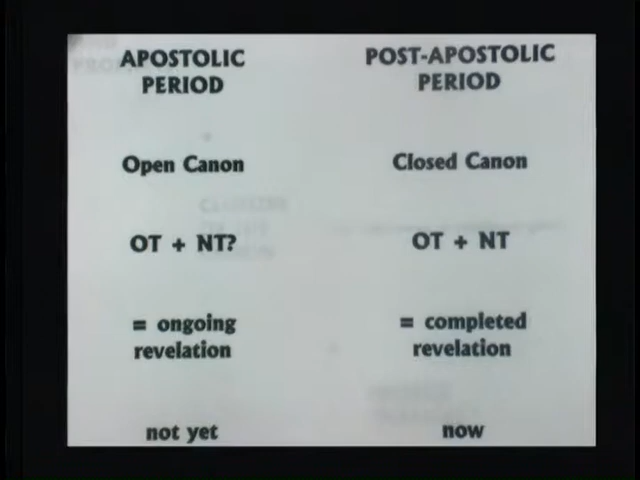 APOSTOLIC
PERIOD
POST-APOSTOLIC
PERIOD
Open Canon
Closed Canon
OT + NT?
OT + NT
= ongoing
revelation
= completed
revelation
not yet
now